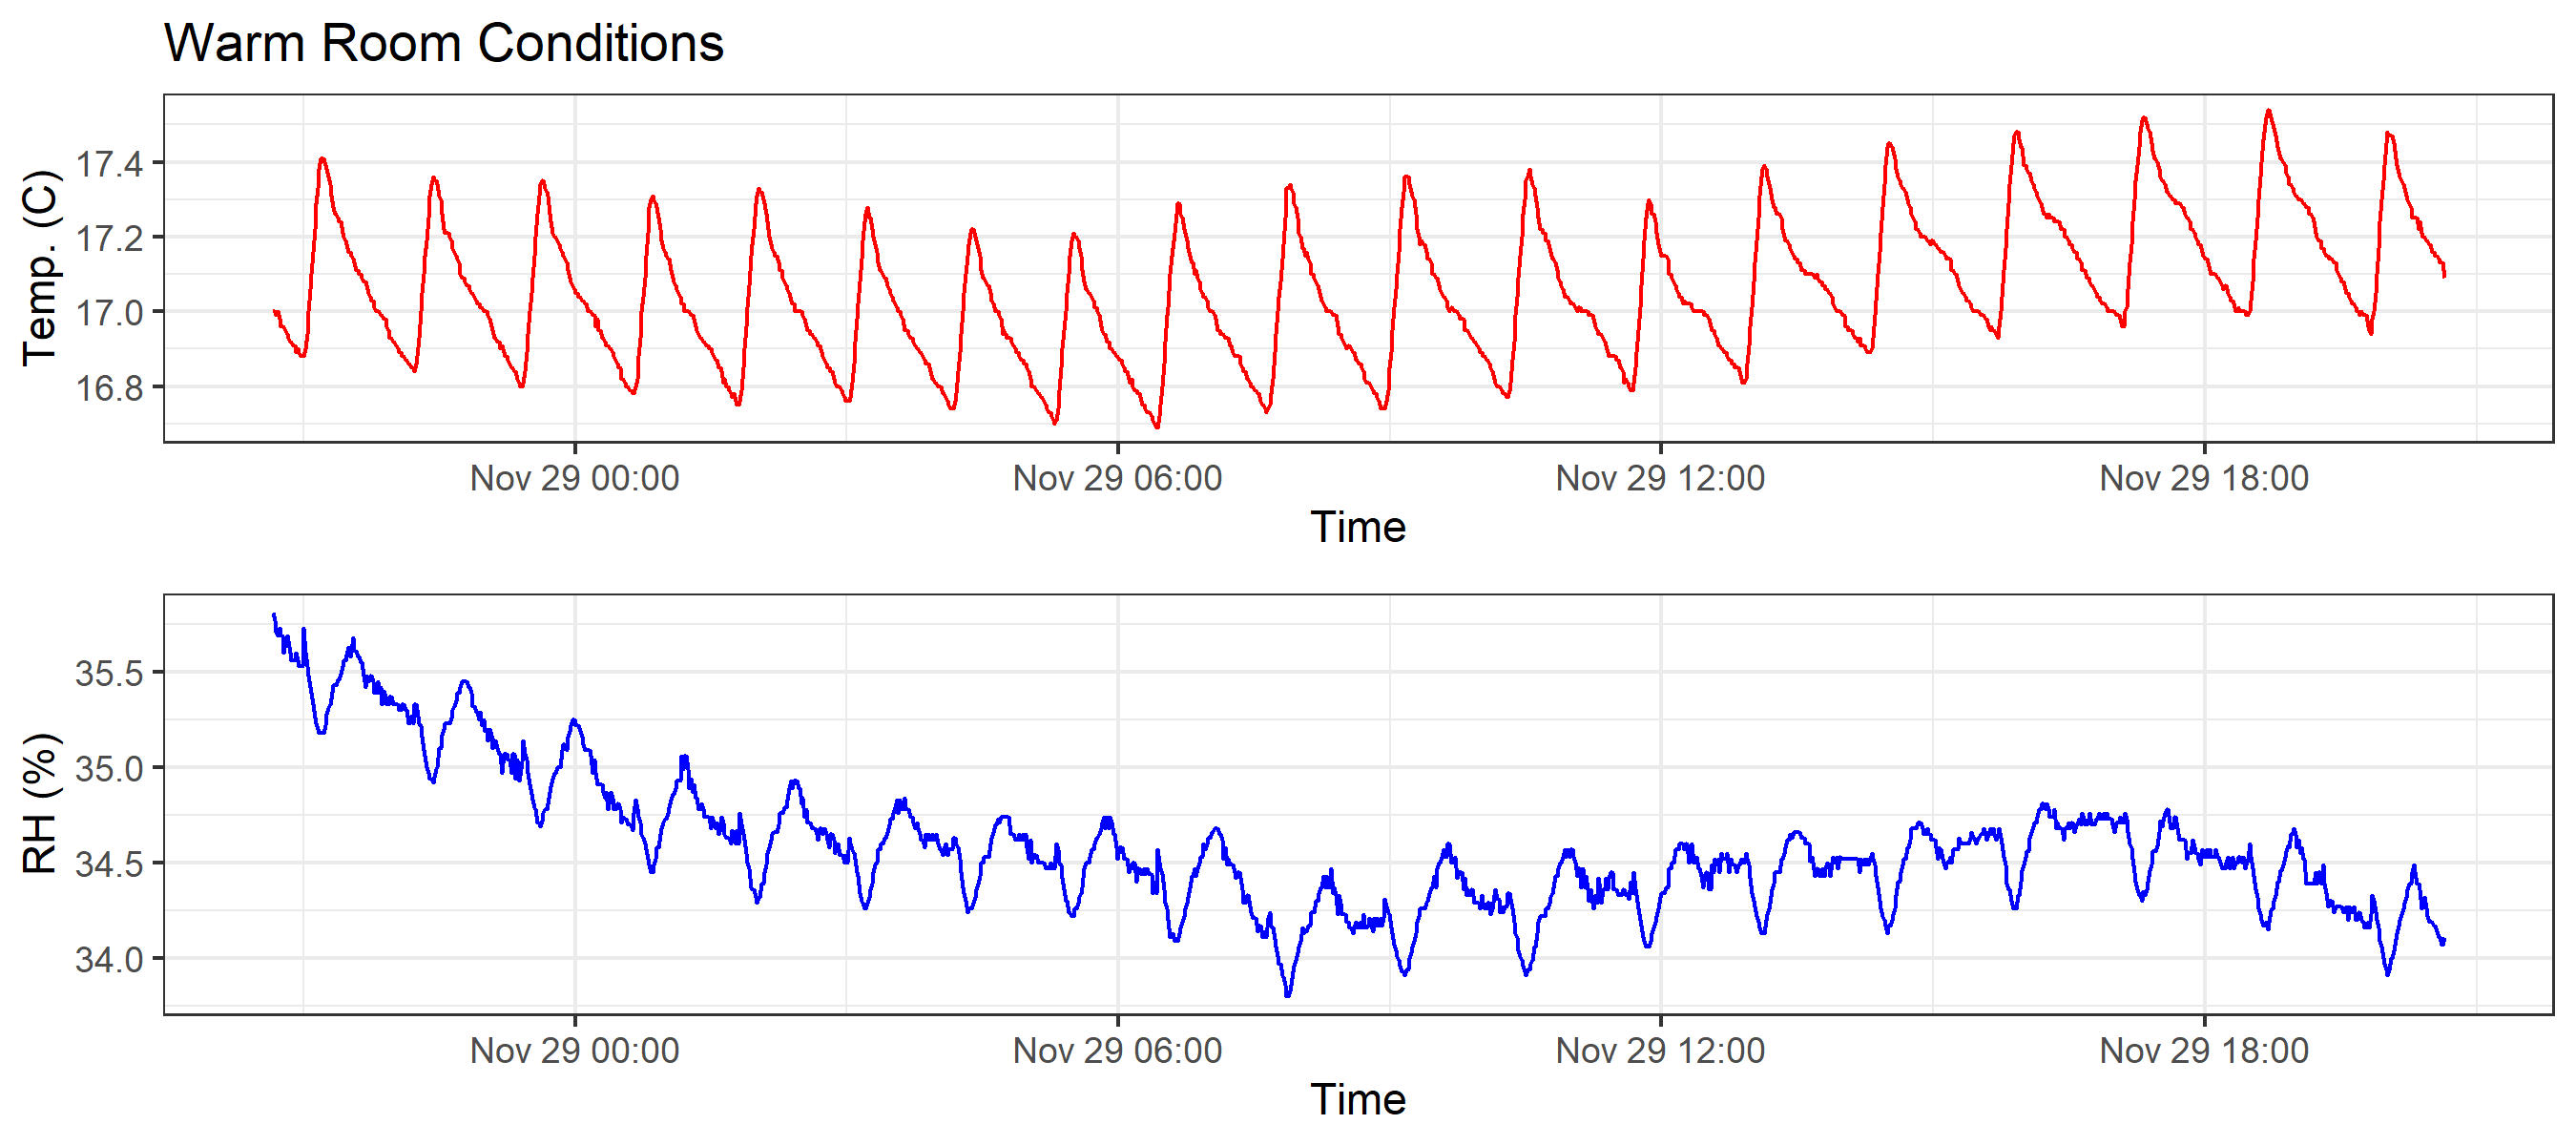 Warm Room Conditions
Temp. (C)
17.4
17.2
17.0
16.8
Nov 29 00:00 Nov 29 06:00 Nov 29 12:00 Nov 29 18:00
Time
RH (%)
35.5
35.0
34.5
34.0
Nov 29 00:00 Nov 29 06:00 Nov 29 12:00 Nov 29 18:00
Time